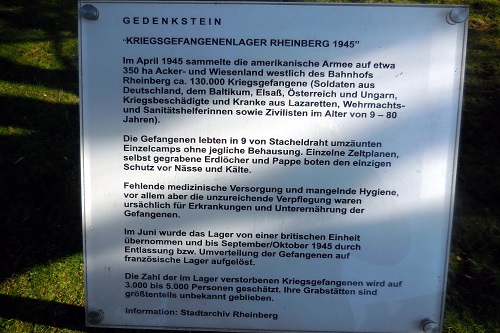 GEDENKSTEIN
"KRIEGSGEFANGENENLAGER RHEINBERG 1945"
Im April 1945 sammelte die amerikanische Armee auf etwa
350 ha Acker- und Wiesenland westlich des Bahnhofs
Rheinberg ca. 130.000 Kriegsgefangene (Soldaten aus
Deutschland, dem Baltikum, Elsaß, Österreich und Ungarn,
Kriegsbeschädigte und Kranke aus Lazaretten, Wehrmachts-
und Sanitätshelferinnen sowie Zivilisten im Alter von 9 – 80
Jahren).
Die Gefangenen lebten in 9 von Stacheldraht umzäunten
Einzelcamps ohne jegliche Behausung. Einzelne Zeltplanen,
selbst gegrabene Erdlöcher und Pappe boten den einzigen
Schutz vor Nässe und Kälte.
Fehlende medizinische Versorgung und mangelnde Hygiene,
vor allem aber die unzureichende Verpflegung waren
ursächlich für Erkrankungen und Unterernährung der
Gefangenen.
Im Juni wurde das Lager von einer britischen Einheit
übernommen und bis September/Oktober 1945 durch
Entlassung bzw. Umverteilung der Gefangenen auf
französische Lager aufgelöst.
Die Zahl der im Lager verstorbenen Kriegsgefangenen wird auf
3.000 bis 5.000 Personen geschätzt. Ihre Grabstätten sind
größtenteils unbekannt geblieben.
Information: Stadtarchiv Rheinberg